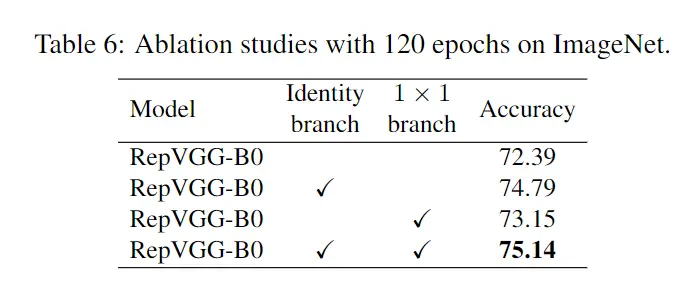 Table 6: Ablation studies with 120 epochs on ImageNet.
Model Identity branch 1 × 1 branch Accuracy
RepVGG-B0 72.39
RepVGG-B0 ✓ 74.79
RepVGG-B0 ✓ 73.15
RepVGG-B0 ✓ ✓ 75.14